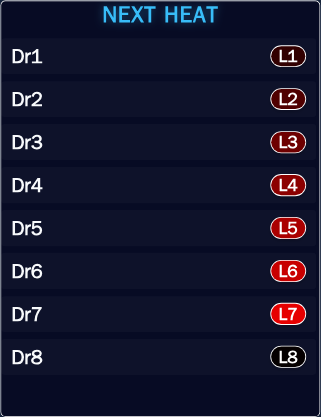 NEXT HEAT
Dr1 L1
Dr2 L2
Dr3 L3
Dr4 L4
Dr5 L5
Dr6 L6
Dr7 L7
Dr8 L8